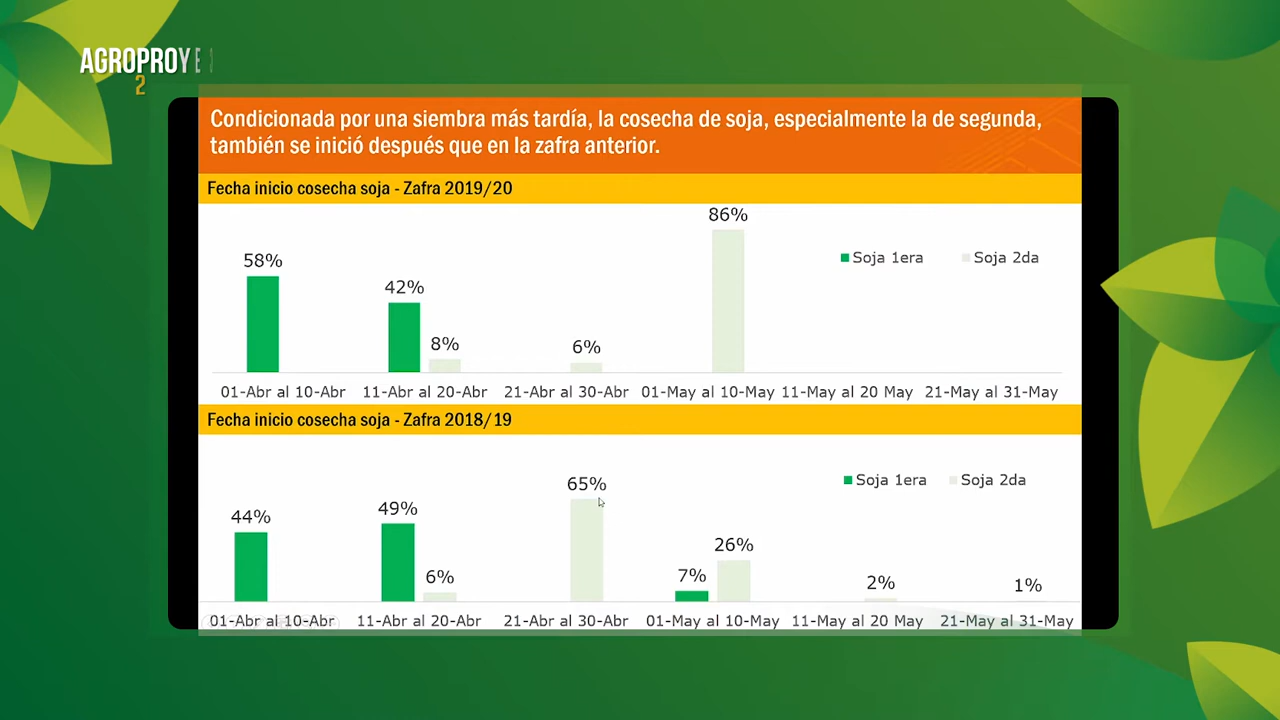 AGROPROYE
2
Condicionada por una siembra más tardía, la cosecha de soja, especialmente la de segunda,
también se inició después que en la zafra anterior.
Fecha inicio cosecha soja - Zafra 2019/20
86%
58%
42%
8%
6%
Soja 1era
Soja 2da
01-Abr al 10-Abr
11-Abr al 20-Abr
21-Abr al 30-Abr
01-May al 10-May
11-May al 20 May
21-May al 31-May
Fecha inicio cosecha soja - Zafra 2018/19
44%
49%
6%
65%
7%
26%
2%
1%
Soja 1era
Soja 2da
01-Abr al 10-Abr
11-Abr al 20-Abr
21-Abr al 30-Abr
01-May al 10-May
11-May al 20 May
21-May al 31-May